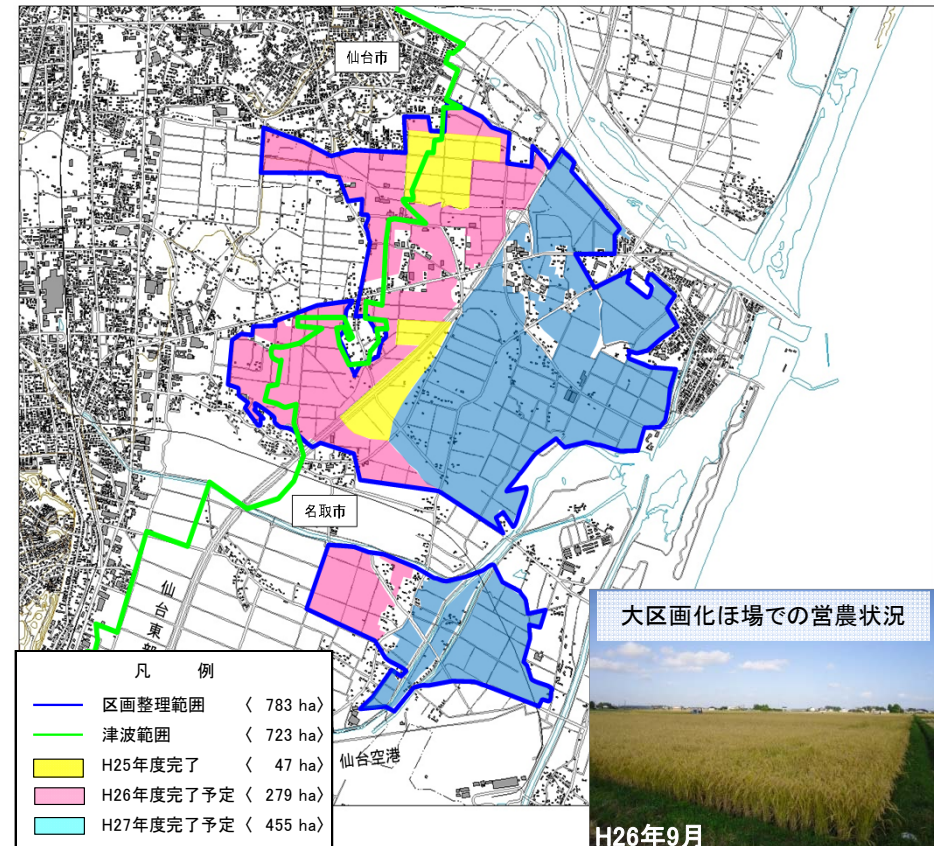 仙台市
名取市
仙台東部
仙台空港
凡 例
区画整理範囲 〈 783 ha〉
津波範囲 〈 723 ha〉
H25年度完了 〈 47 ha〉
H26年度完了予定 〈 279 ha〉
H27年度完了予定 〈 455 ha〉
大区画化ほ場での営農状況
H26年9月